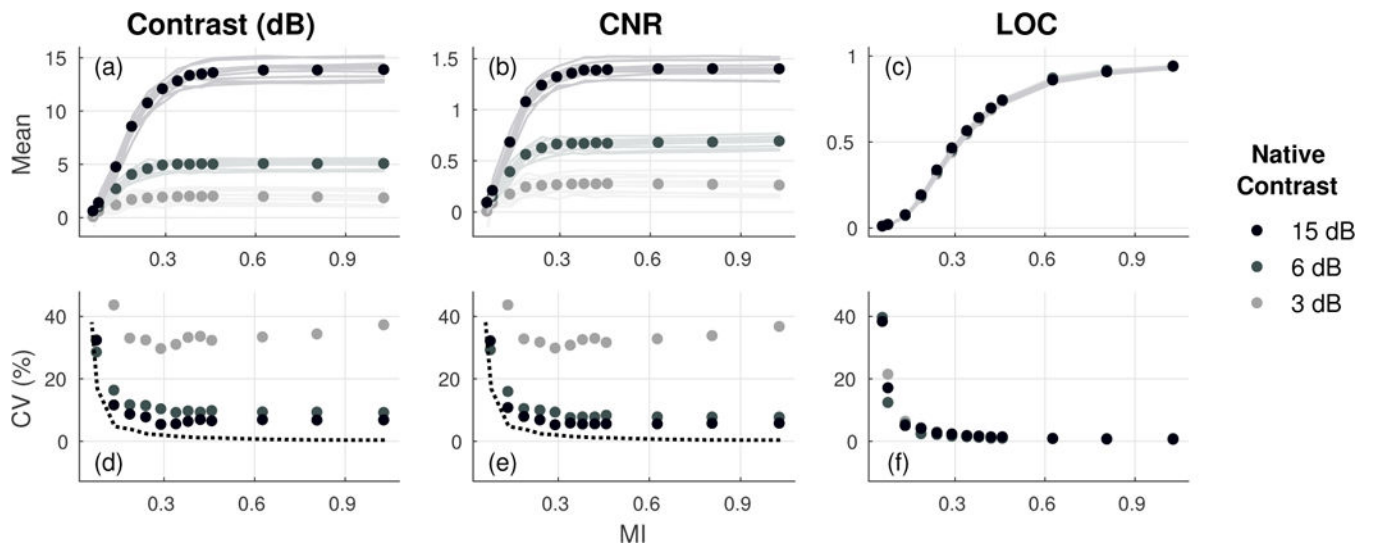 Contrast (dB) CNR LOC
(a) (b) (c)
Mean
15
10
5
0
0.3 0.6 0.9
1.5
1
0.5
0
0.3 0.6 0.9
1
0.5
0
0.3 0.6 0.9
Native
Contrast
15 dB
6 dB
3 dB
CV (%)
40
20
0
(d)
0.3 0.6 0.9
40
20
0
(e)
0.3 0.6 0.9
40
20
0
(f)
0.3 0.6 0.9
MI